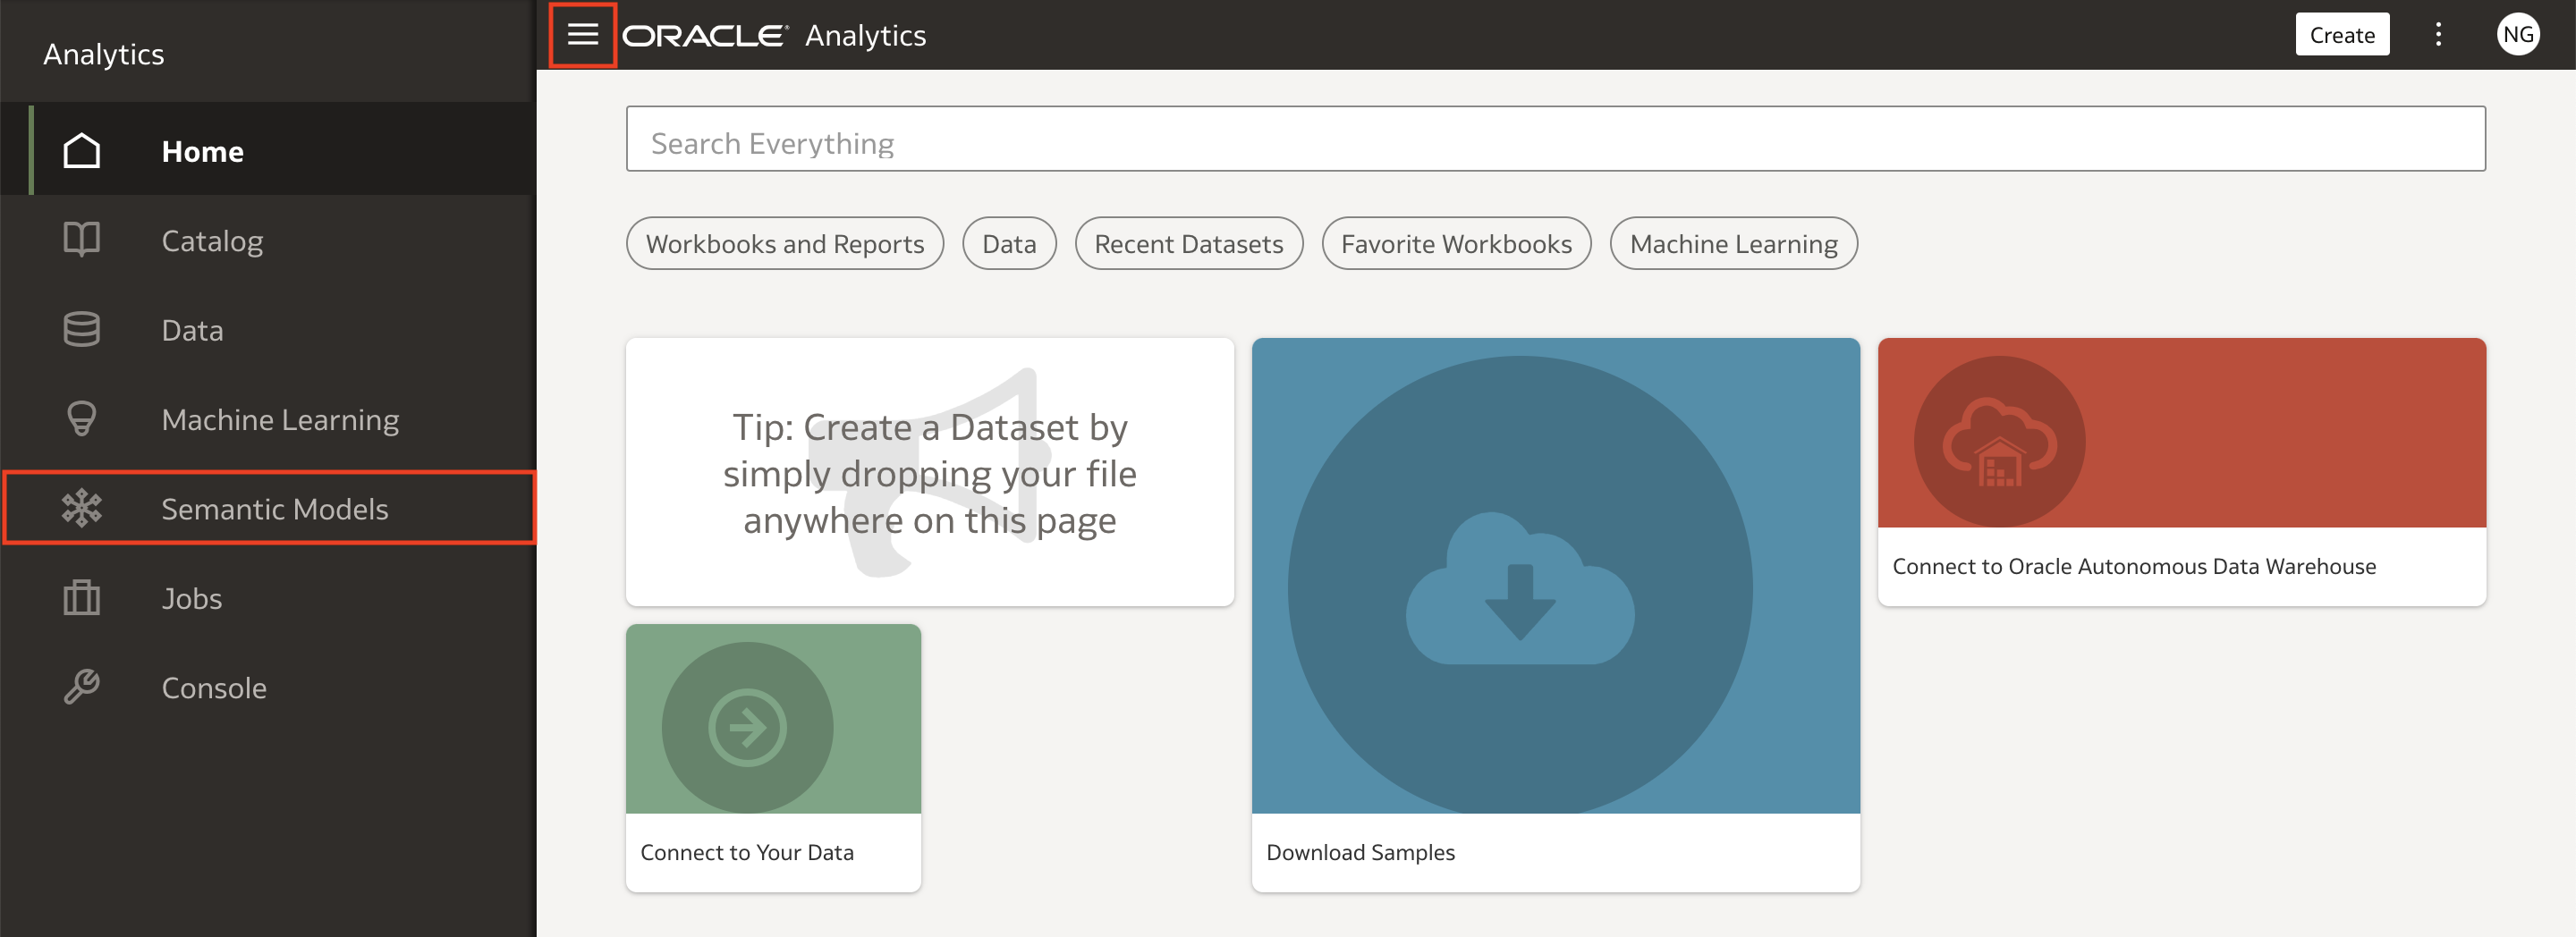 Analytics
Home
Catalog
Data
Machine Learning
Semantic Models
Jobs
Console
ORACLE® Analytics
Create
NG
Search Everything
Workbooks and Reports
Data
Recent Datasets
Favorite Workbooks
Machine Learning
Tip: Create a Dataset by
simply dropping your file
anywhere on this page
Connect to Your Data
Download Samples
Connect to Oracle Autonomous Data Warehouse